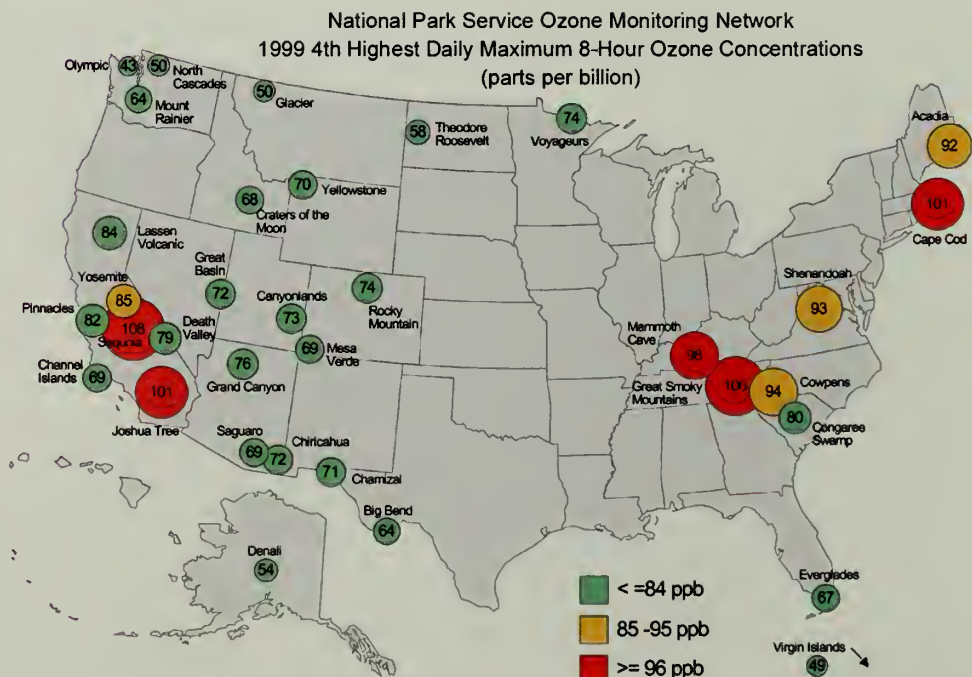 National Park Service Ozone Monitoring Network
1999 4th Highest Daily Maximum 8-Hour Ozone Concentrations
(parts per billion)
Olympic
43
50
North
Cascades
64
Mount
Rainier
50
Glacier
58
Theodore
Roosevelt
74
Voyageurs
Acadia
92
101
Cape Cod
70
Yellowstone
68
Craters of the
Moon
84
Lassen
Volcanic
Great
Basin
72
Yosemite
85
Pinnacles
82
108
Sequoia
79
Death
Valley
Canyonlands
73
74
Rocky
Mountain
69
Mesa
Verde
Shenandoah
93
Mammoth
Cave
98
Great Smoky
Mountains
94
Cowpens
80
Congaree
Swamp
Channel
Islands
69
76
Grand Canyon
101
Joshua Tree
Saguaro
69
Chiricahua
72
71
Chamizal
Big Bend
64
Denali
54
Everglades
67
Virgin Islands
49
< =84 ppb
85 -95 ppb
>= 96 ppb